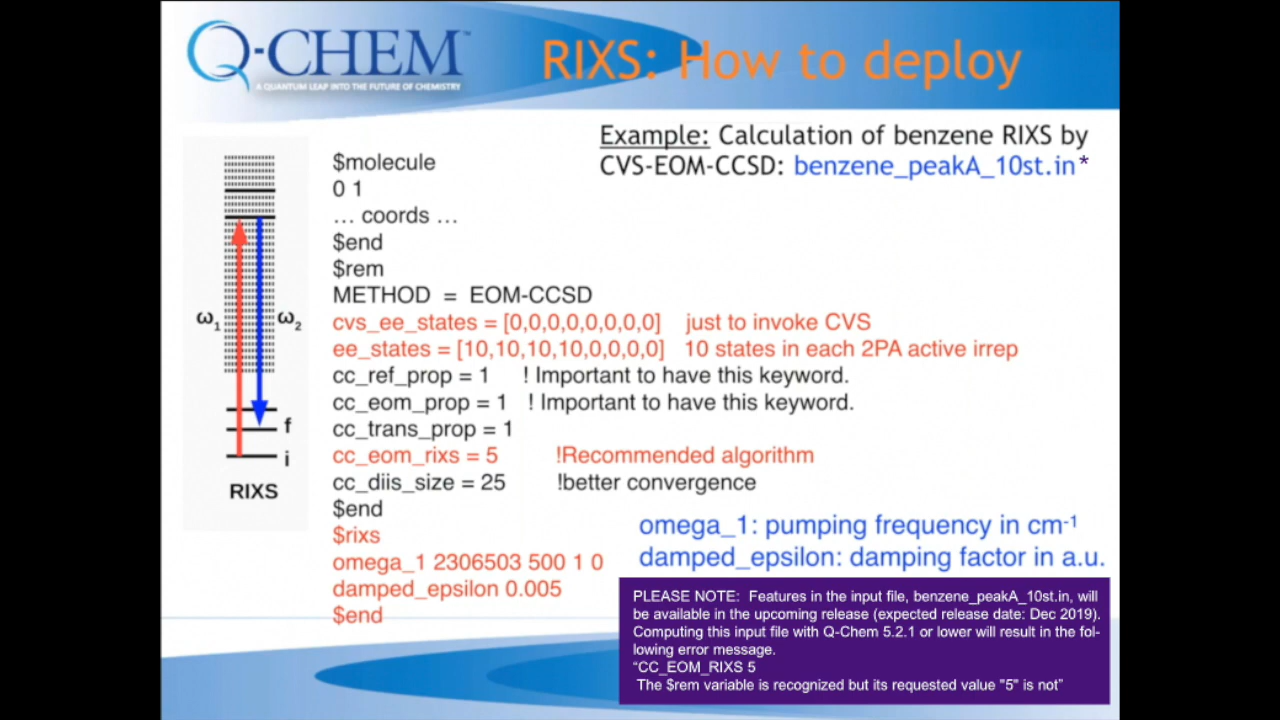 Q-CHEM™
A QUANTUM LEAP INTO THE FUTURE OF CHEMISTRY
RIXS: How to deploy
Example: Calculation of benzene RIXS by
CVS-EOM-CCSD: benzene_peakA_10st.in*
ω1
ω2
f
i
RIXS
$molecule
0 1
... coords ...
$end
$rem
METHOD = EOM-CCSD
cvs_ee_states = [0,0,0,0,0,0,0,0] just to invoke CVS
ee_states = [10,10,10,10,0,0,0,0] 10 states in each 2PA active irrep
cc_ref_prop = 1 ! Important to have this keyword.
cc_eom_prop = 1 ! Important to have this keyword.
cc_trans_prop = 1
cc_eom_rixs = 5 !Recommended algorithm
cc_diis_size = 25 !better convergence
$end
$rixs
omega_1 2306503 500 1 0
damped_epsilon 0.005
$end
omega_1: pumping frequency in cm-1
damped_epsilon: damping factor in a.u.
PLEASE NOTE: Features in the input file, benzene_peakA_10st.in, will
be available in the upcoming release (expected release date: Dec 2019).
Computing this input file with Q-Chem 5.2.1 or lower will result in the fol-
lowing error message.
"CC_EOM_RIXS 5
The $rem variable is recognized but its requested value "5" is not"